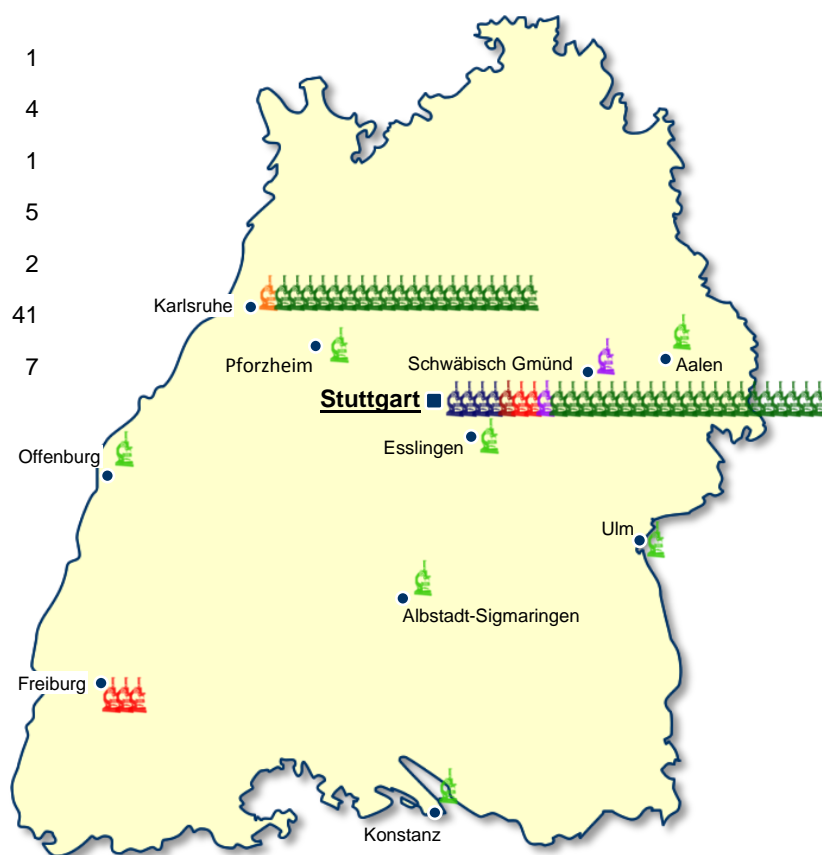 1
4
1
5
2
41
7
Karlsruhe
Pforzheim
Schwäbisch Gmünd
Aalen
Stuttgart
Esslingen
Offenburg
Ulm
Albstadt-Sigmaringen
Freiburg
Konstanz